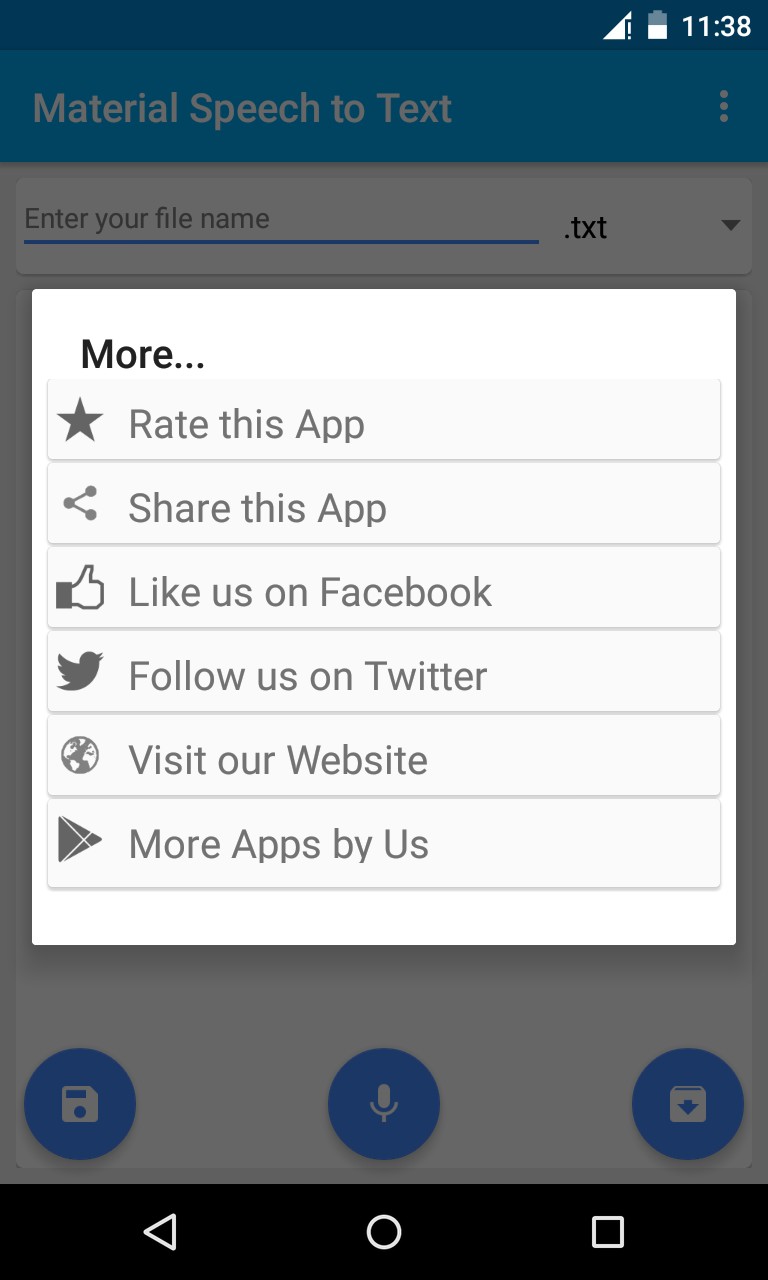 11:38
Material Speech to Text
Enter your file name
.txt
More...
Rate this App
Share this App
Like us on Facebook
Follow us on Twitter
Visit our Website
More Apps by Us